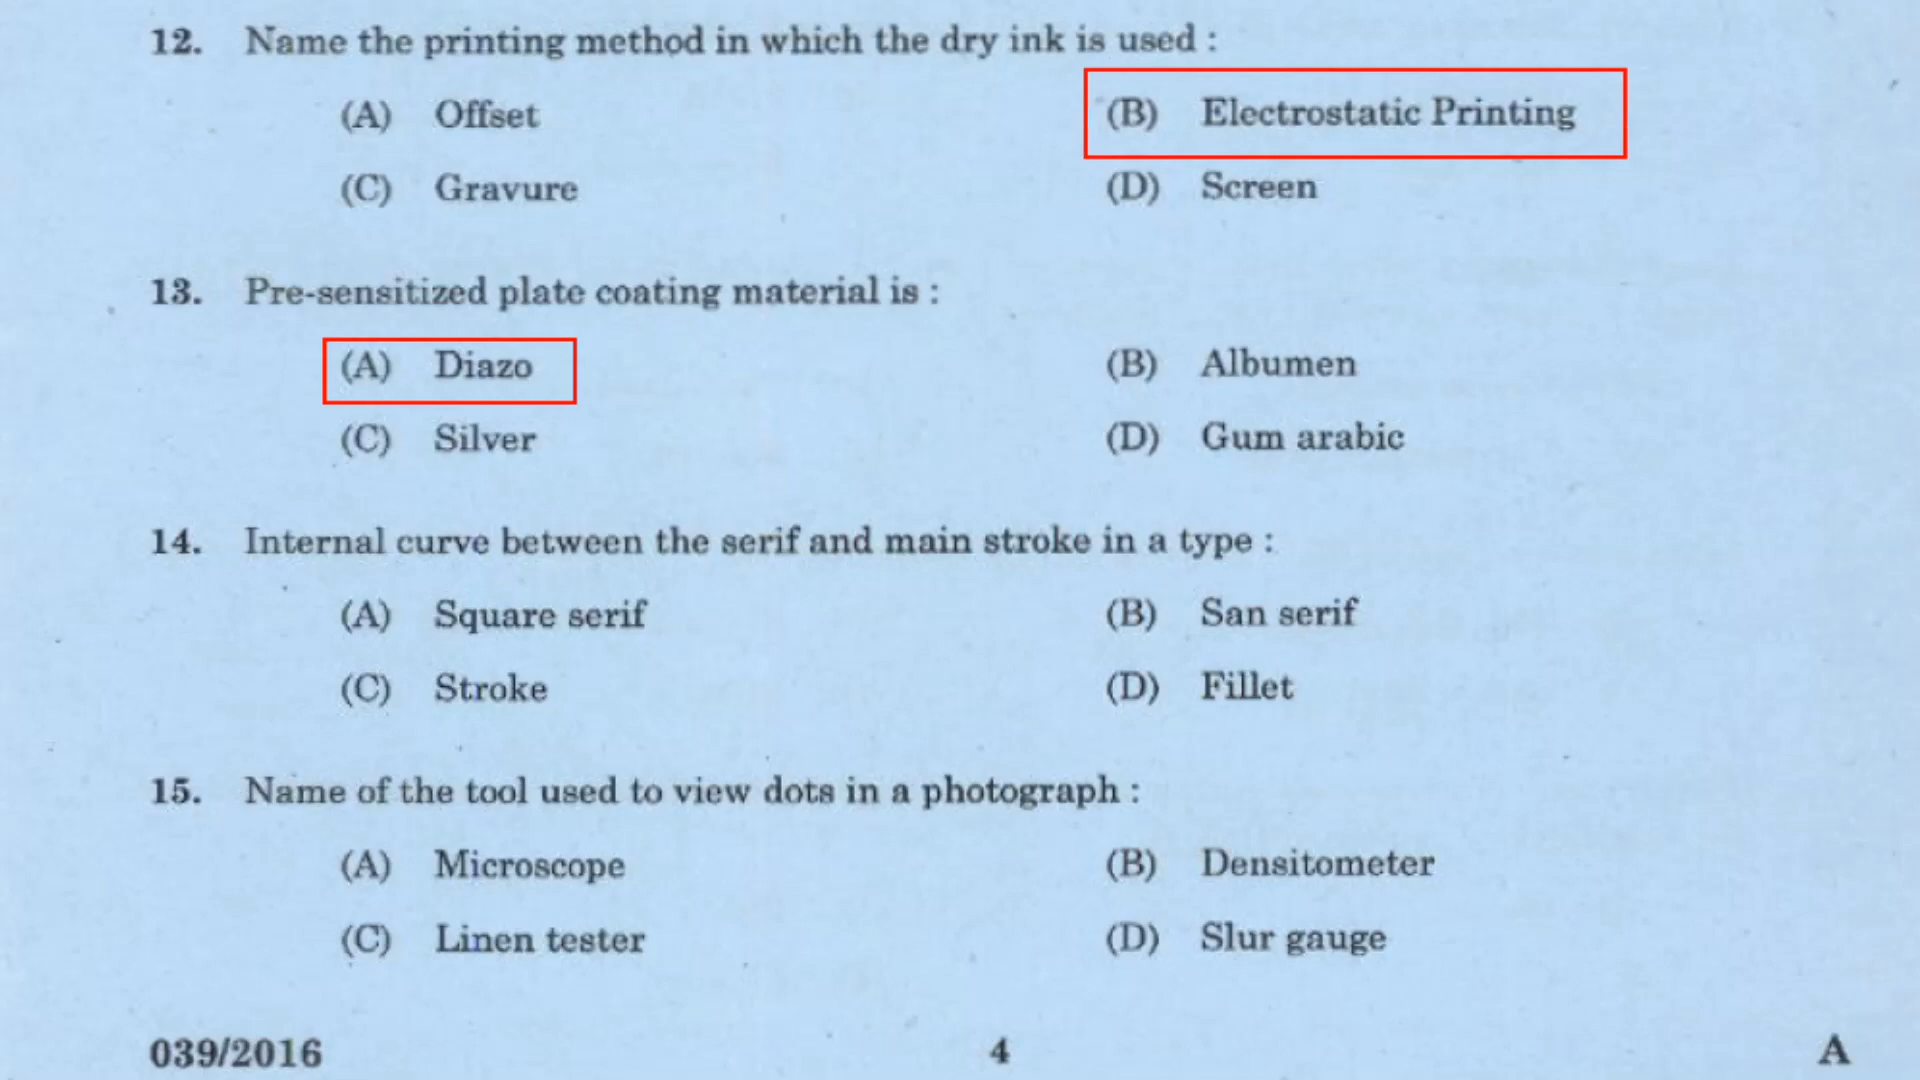 12. Name the printing method in which the dry ink is used :
(A) Offset (B) Electrostatic Printing
(C) Gravure (D) Screen
13. Pre-sensitized plate coating material is :
(A) Diazo (B) Albumen
(C) Silver (D) Gum arabic
14. Internal curve between the serif and main stroke in a type :
(A) Square serif (B) San serif
(C) Stroke (D) Fillet
15. Name of the tool used to view dots in a photograph :
(A) Microscope (B) Densitometer
(C) Linen tester (D) Slur gauge
039/2016 4 A